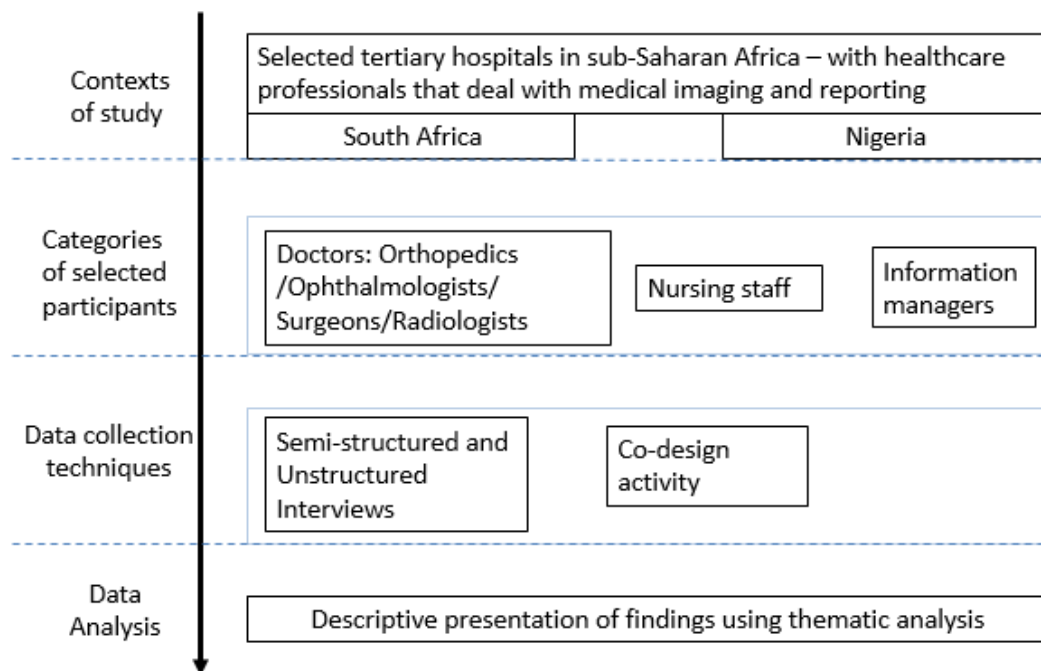 Contexts
of study
Selected tertiary hospitals in sub-Saharan Africa – with healthcare
professionals that deal with medical imaging and reporting
South Africa
Nigeria
Categories
of selected
participants
Doctors: Orthopedics
/Ophthalmologists/
Surgeons/Radiologists
Nursing staff
Information
managers
Data collection
techniques
Semi-structured and
Unstructured
Interviews
Co-design
activity
Data
Analysis
Descriptive presentation of findings using thematic analysis